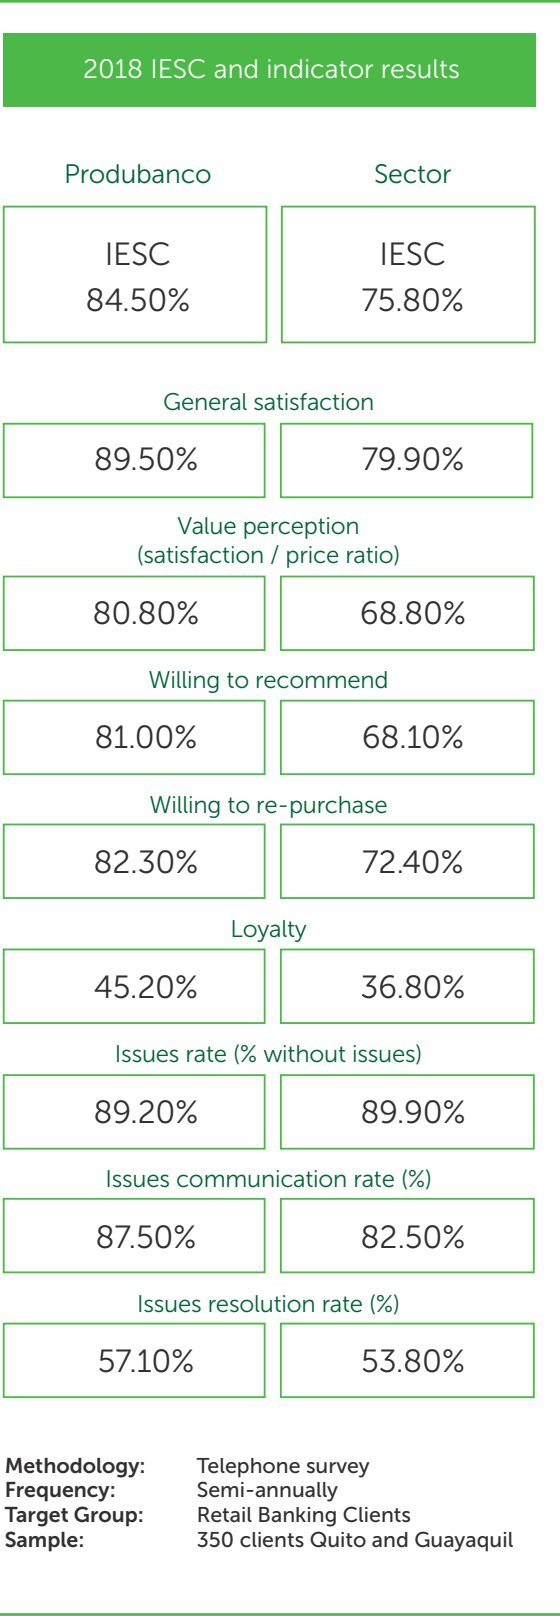 2018 IESC and indicator results
Produbanco Sector
IESC IESC
84.50% 75.80%
General satisfaction
89.50% 79.90%
Value perception
(satisfaction / price ratio)
80.80% 68.80%
Willing to recommend
81.00% 68.10%
Willing to re-purchase
82.30% 72.40%
Loyalty
45.20% 36.80%
Issues rate (% without issues)
89.20% 89.90%
Issues communication rate (%)
87.50% 82.50%
Issues resolution rate (%)
57.10% 53.80%
Methodology: Telephone survey
Frequency: Semi-annually
Target Group: Retail Banking Clients
Sample: 350 clients Quito and Guayaquil